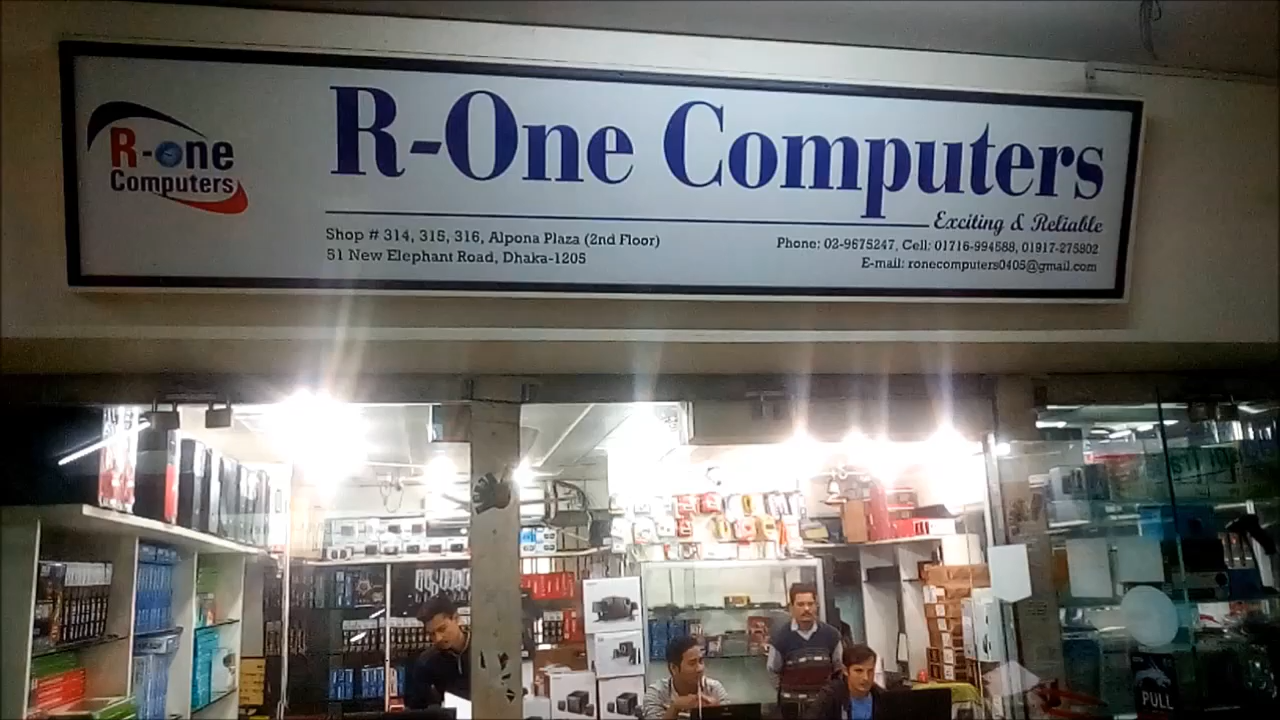 R-One
Computers
R-One Computers
Exciting & Reliable
Shop # 314, 315, 316, Alpona Plaza (2nd Floor)
51 New Elephant Road, Dhaka-1205
Phone: 02-9675247, Cell: 01716-994588, 01917-275802
E-mail: ronecomputers0405@gmail.com
PULL